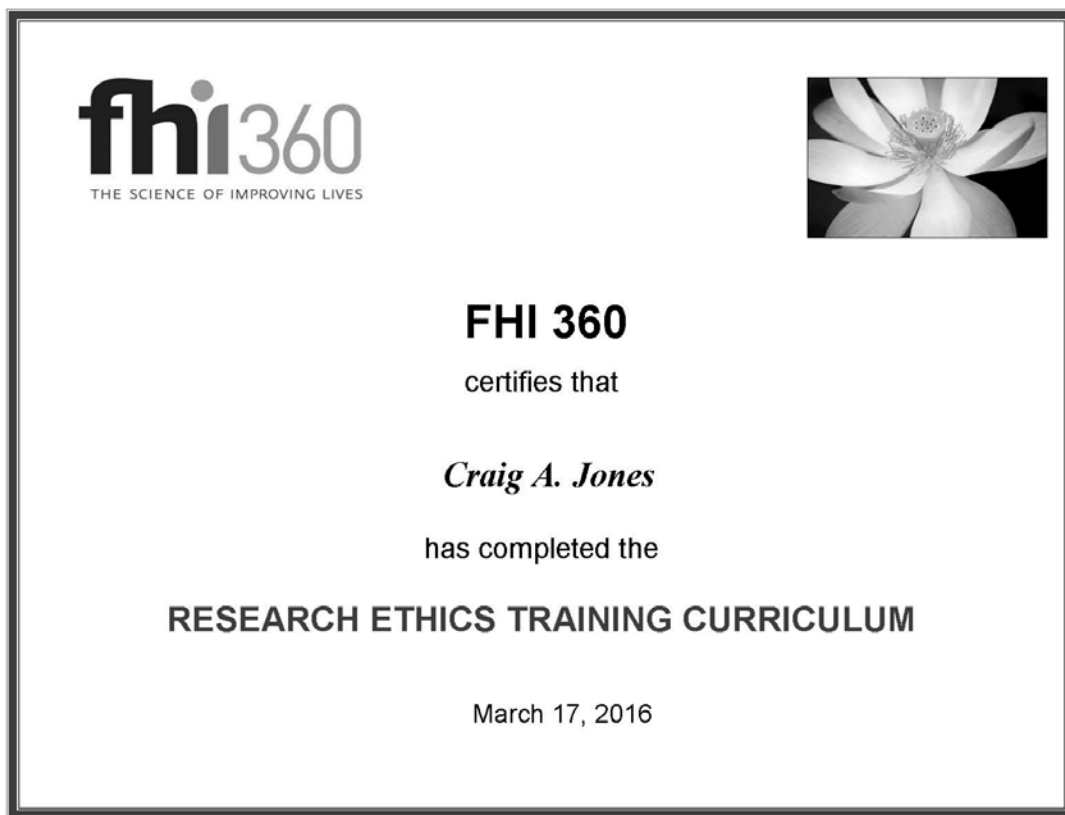 fhi360
THE SCIENCE OF IMPROVING LIVES
FHI 360
certifies that
Craig A. Jones
has completed the
RESEARCH ETHICS TRAINING CURRICULUM
March 17, 2016